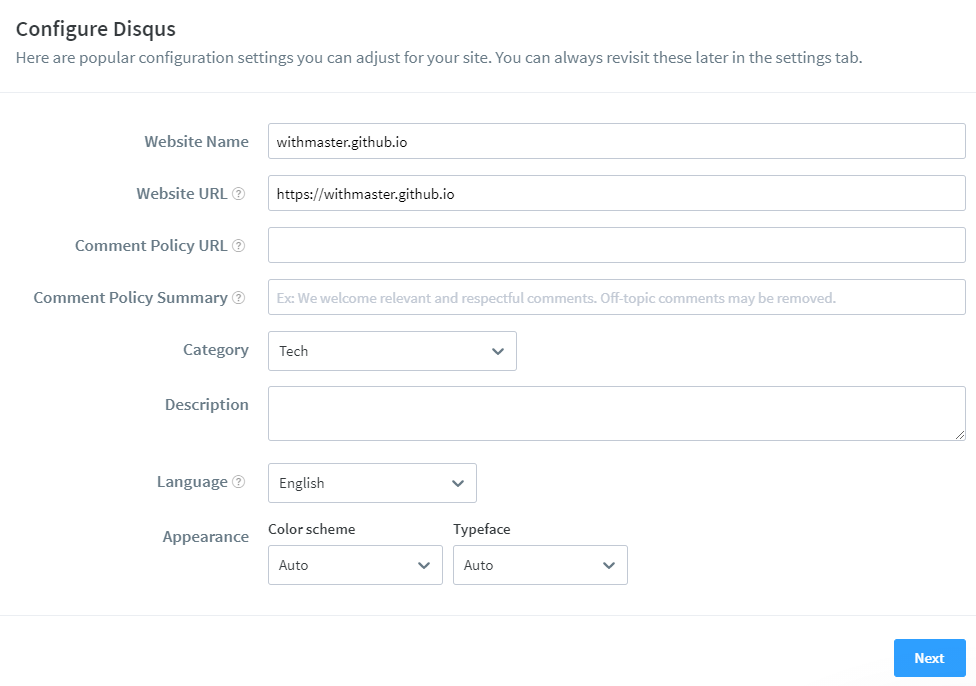 Configure Disqus
Here are popular configuration settings you can adjust for your site. You can always revisit these later in the settings tab.
Website Name withmaster.github.io
Website URL ? https://withmaster.github.io
Comment Policy URL ?
Comment Policy Summary ? Ex: We welcome relevant and respectful comments. Off-topic comments may be removed.
Category Tech
Description
Language ? English
Appearance
Color scheme Typeface
Auto Auto
Next